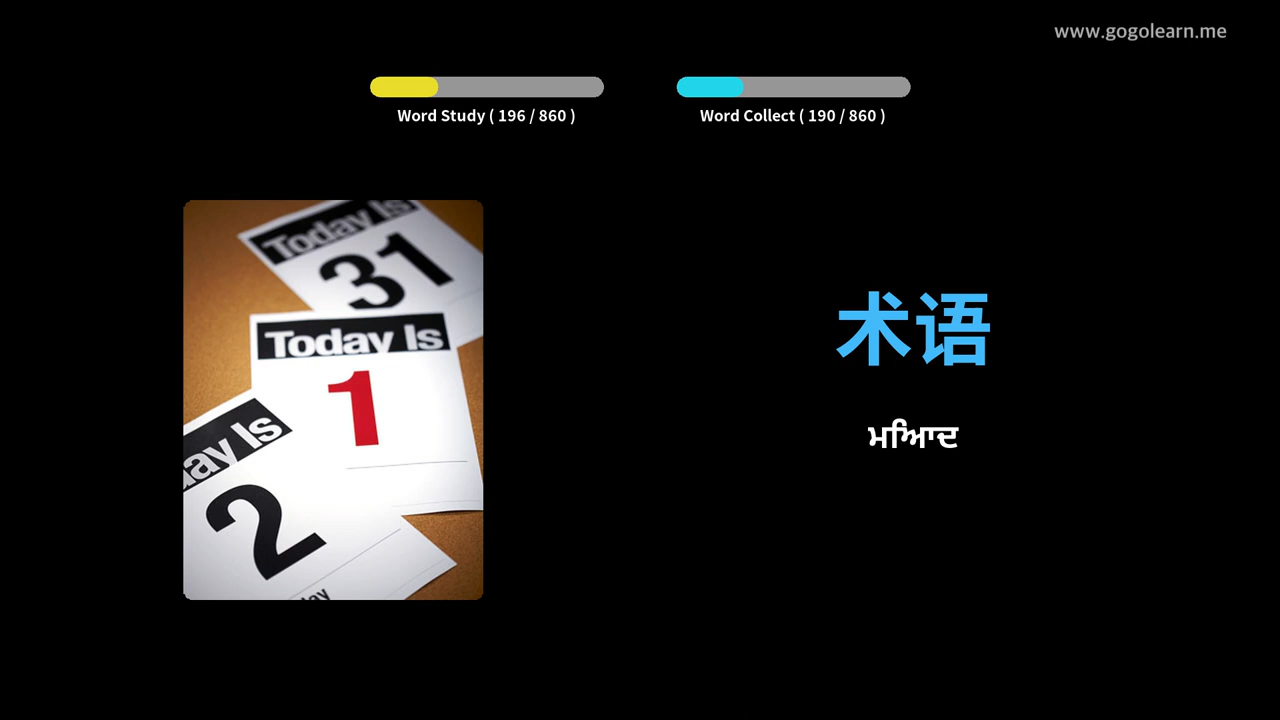 www.gogolearn.me
Word Study ( 196 / 860 )
Word Collect ( 190 / 860 )
Today Is
31
Today Is
1
ay Is
2
术语
ਮਿਆਦ